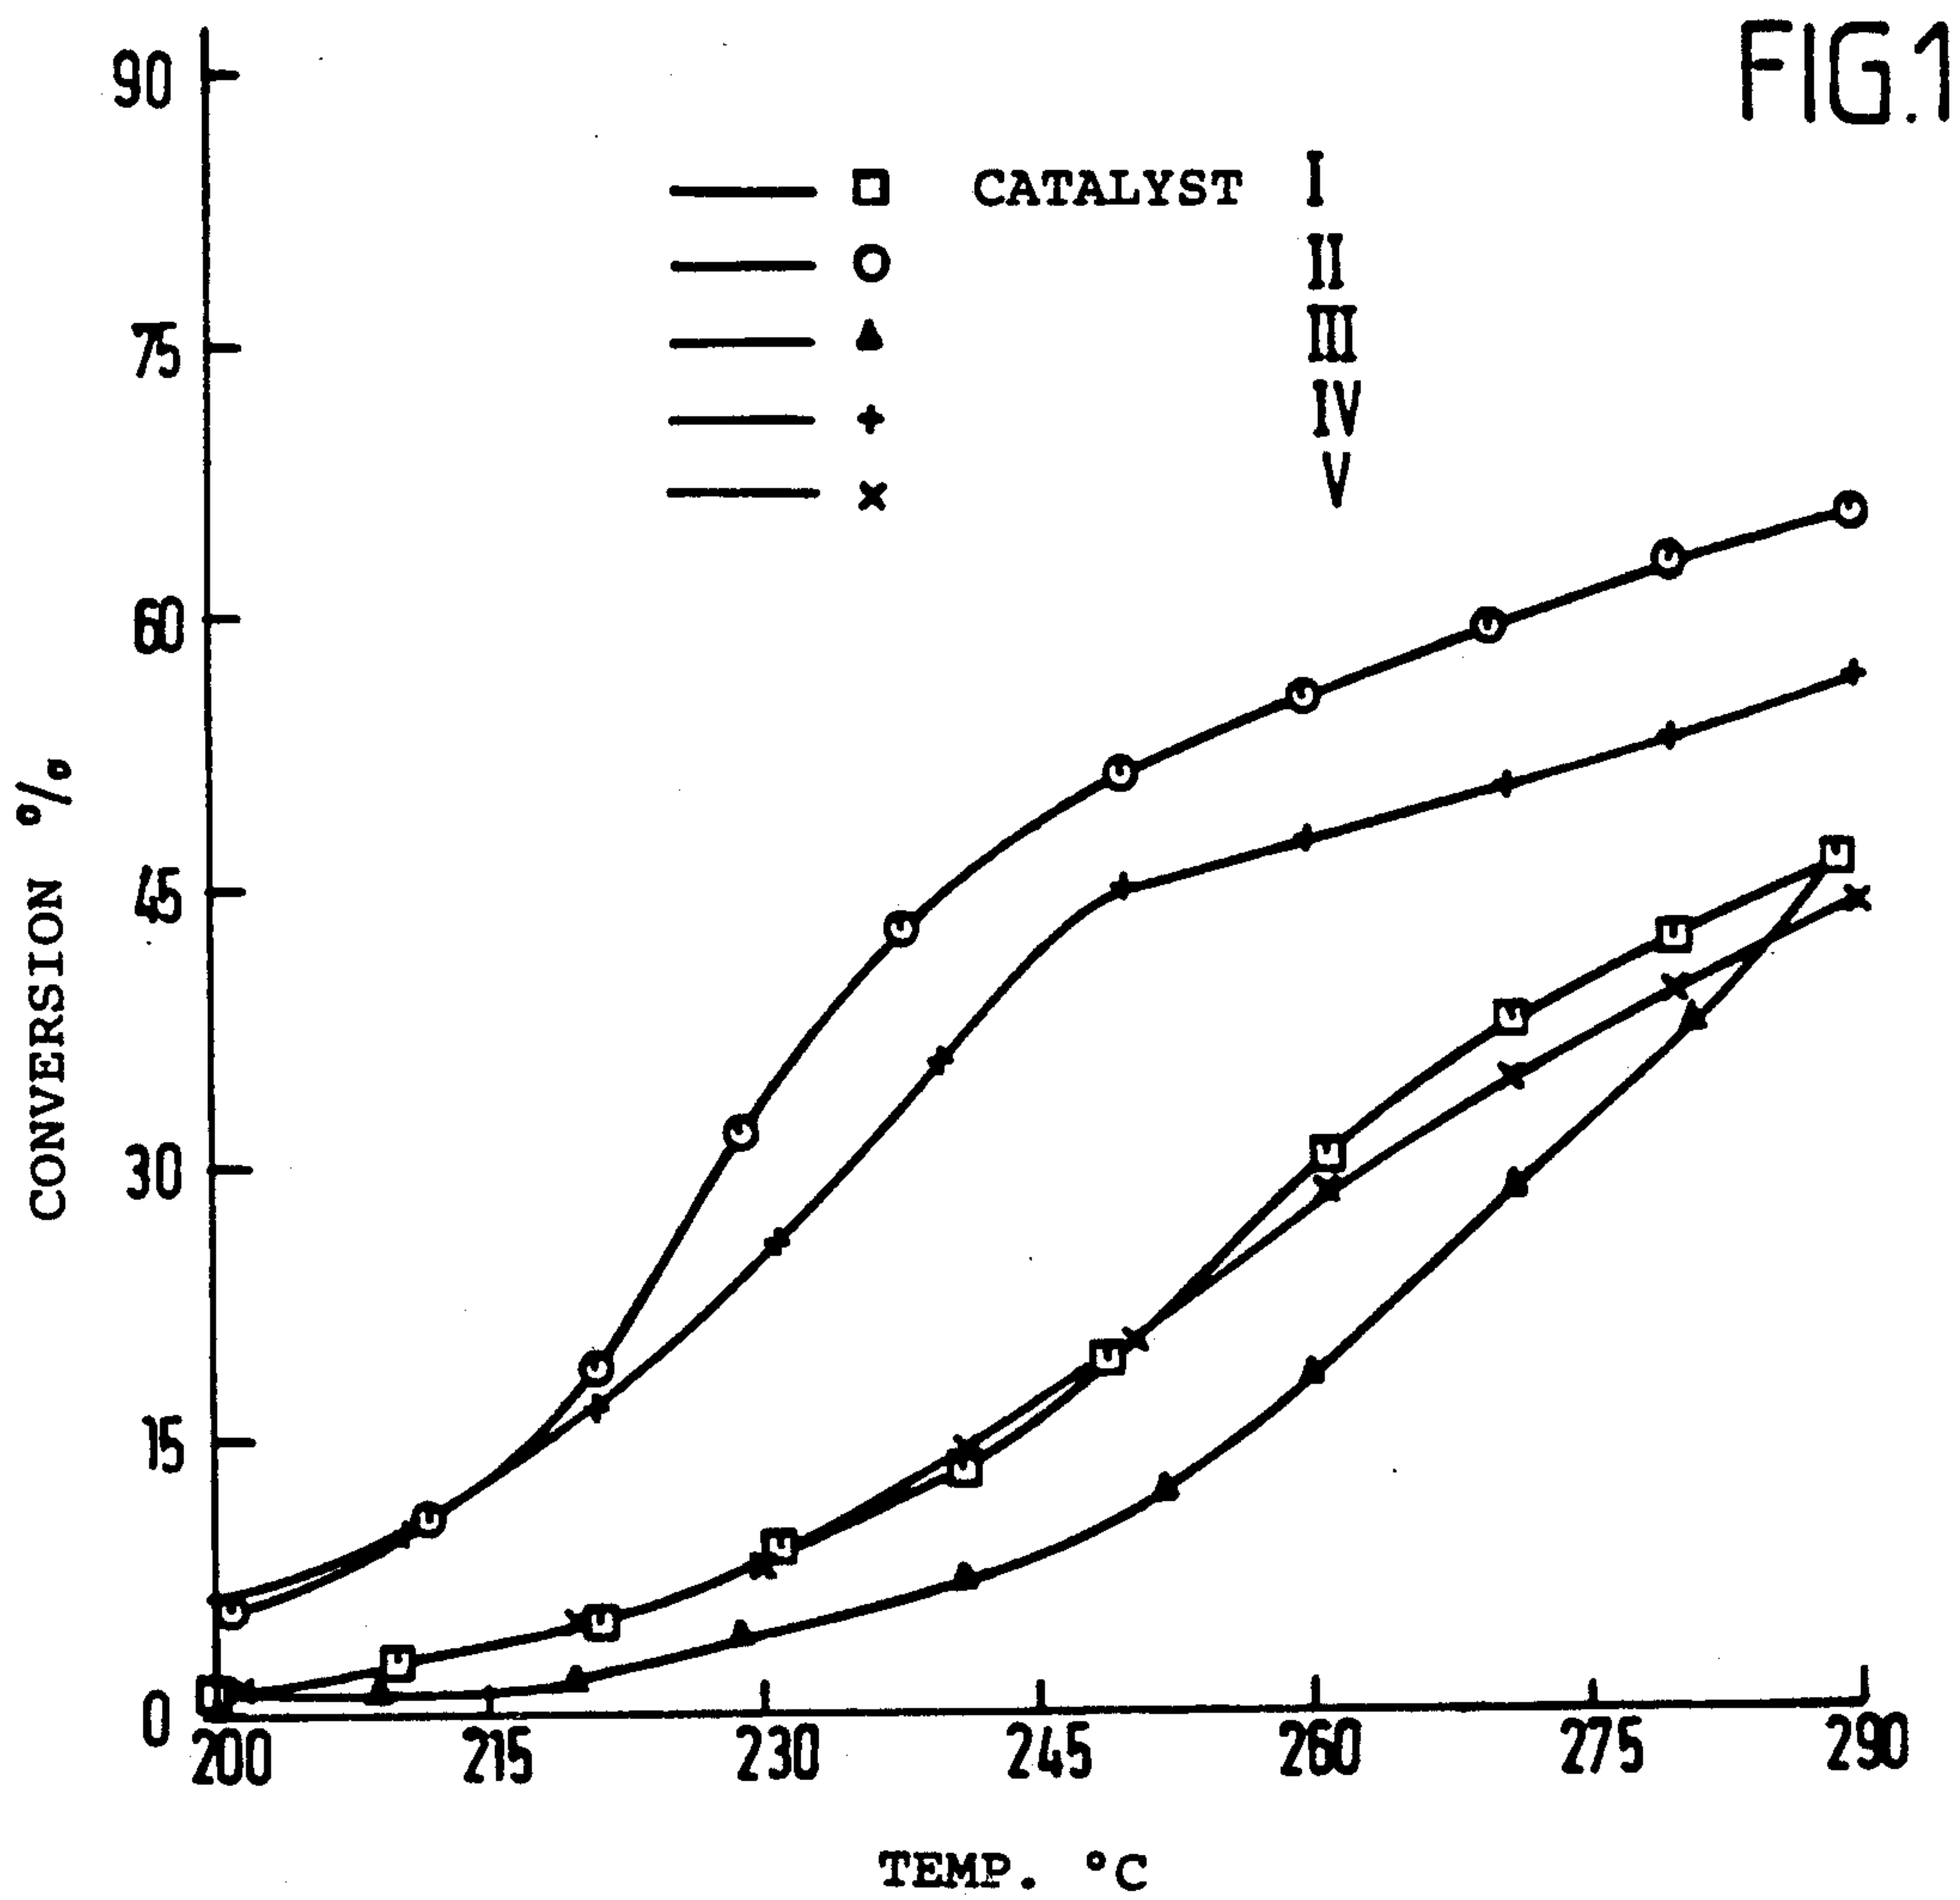 FIG.1
90
75
60
45
30
15
0
CATALYST I
II
III
IV
V
CONVERSION %
200 215 230 245 260 275 290
TEMP. °C